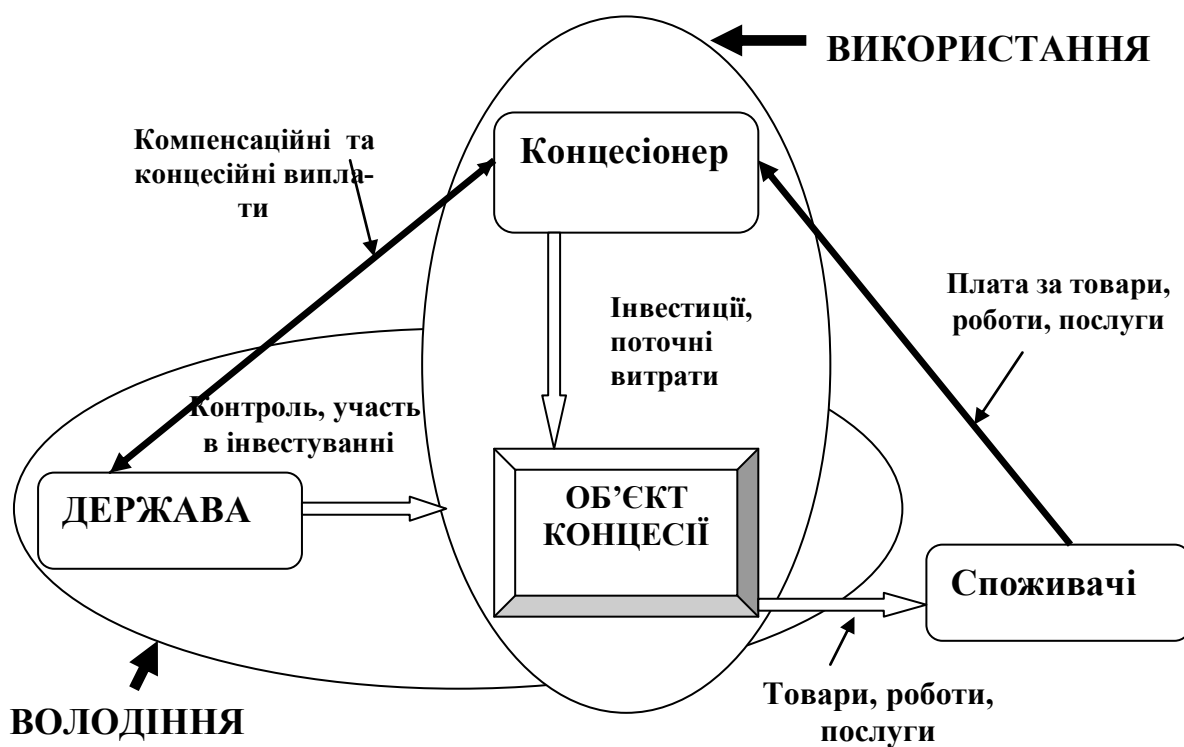 ВИКОРИСТАННЯ
Компенсаційні та
концесійні випла-
ти
Концесіонер
Плата за товари,
роботи, послуги
Інвестиції,
поточні
витрати
Контроль, участь
в інвестуванні
ДЕРЖАВА
ОБ’ЄКТ
КОНЦЕСІЇ
Споживачі
ВОЛОДІННЯ
Товари, роботи,
послуги